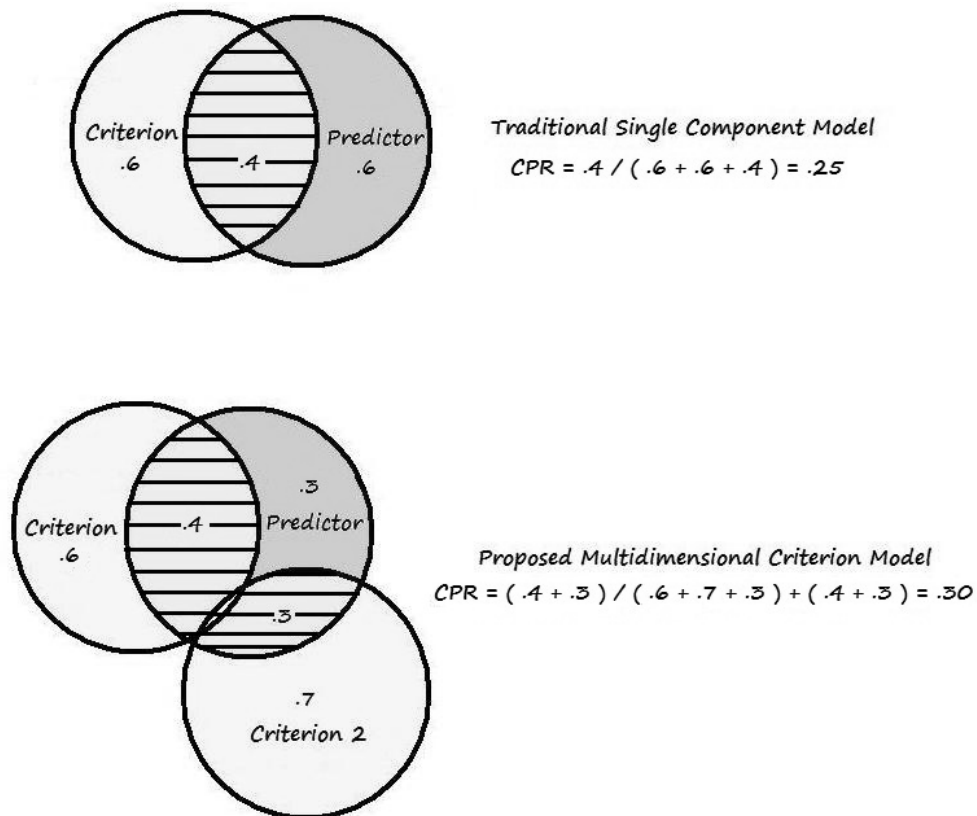 Criterion
.6
.4
Predictor
.6
Traditional Single Component Model
CPR = .4 / ( .6 + .6 + .4 ) = .25
Criterion
.6
.4
.3
Predictor
.3
.7
Criterion 2
Proposed Multidimensional Criterion Model
CPR = ( .4 + .3 ) / ( .6 + .7 + .3 ) + ( .4 + .3 ) = .30